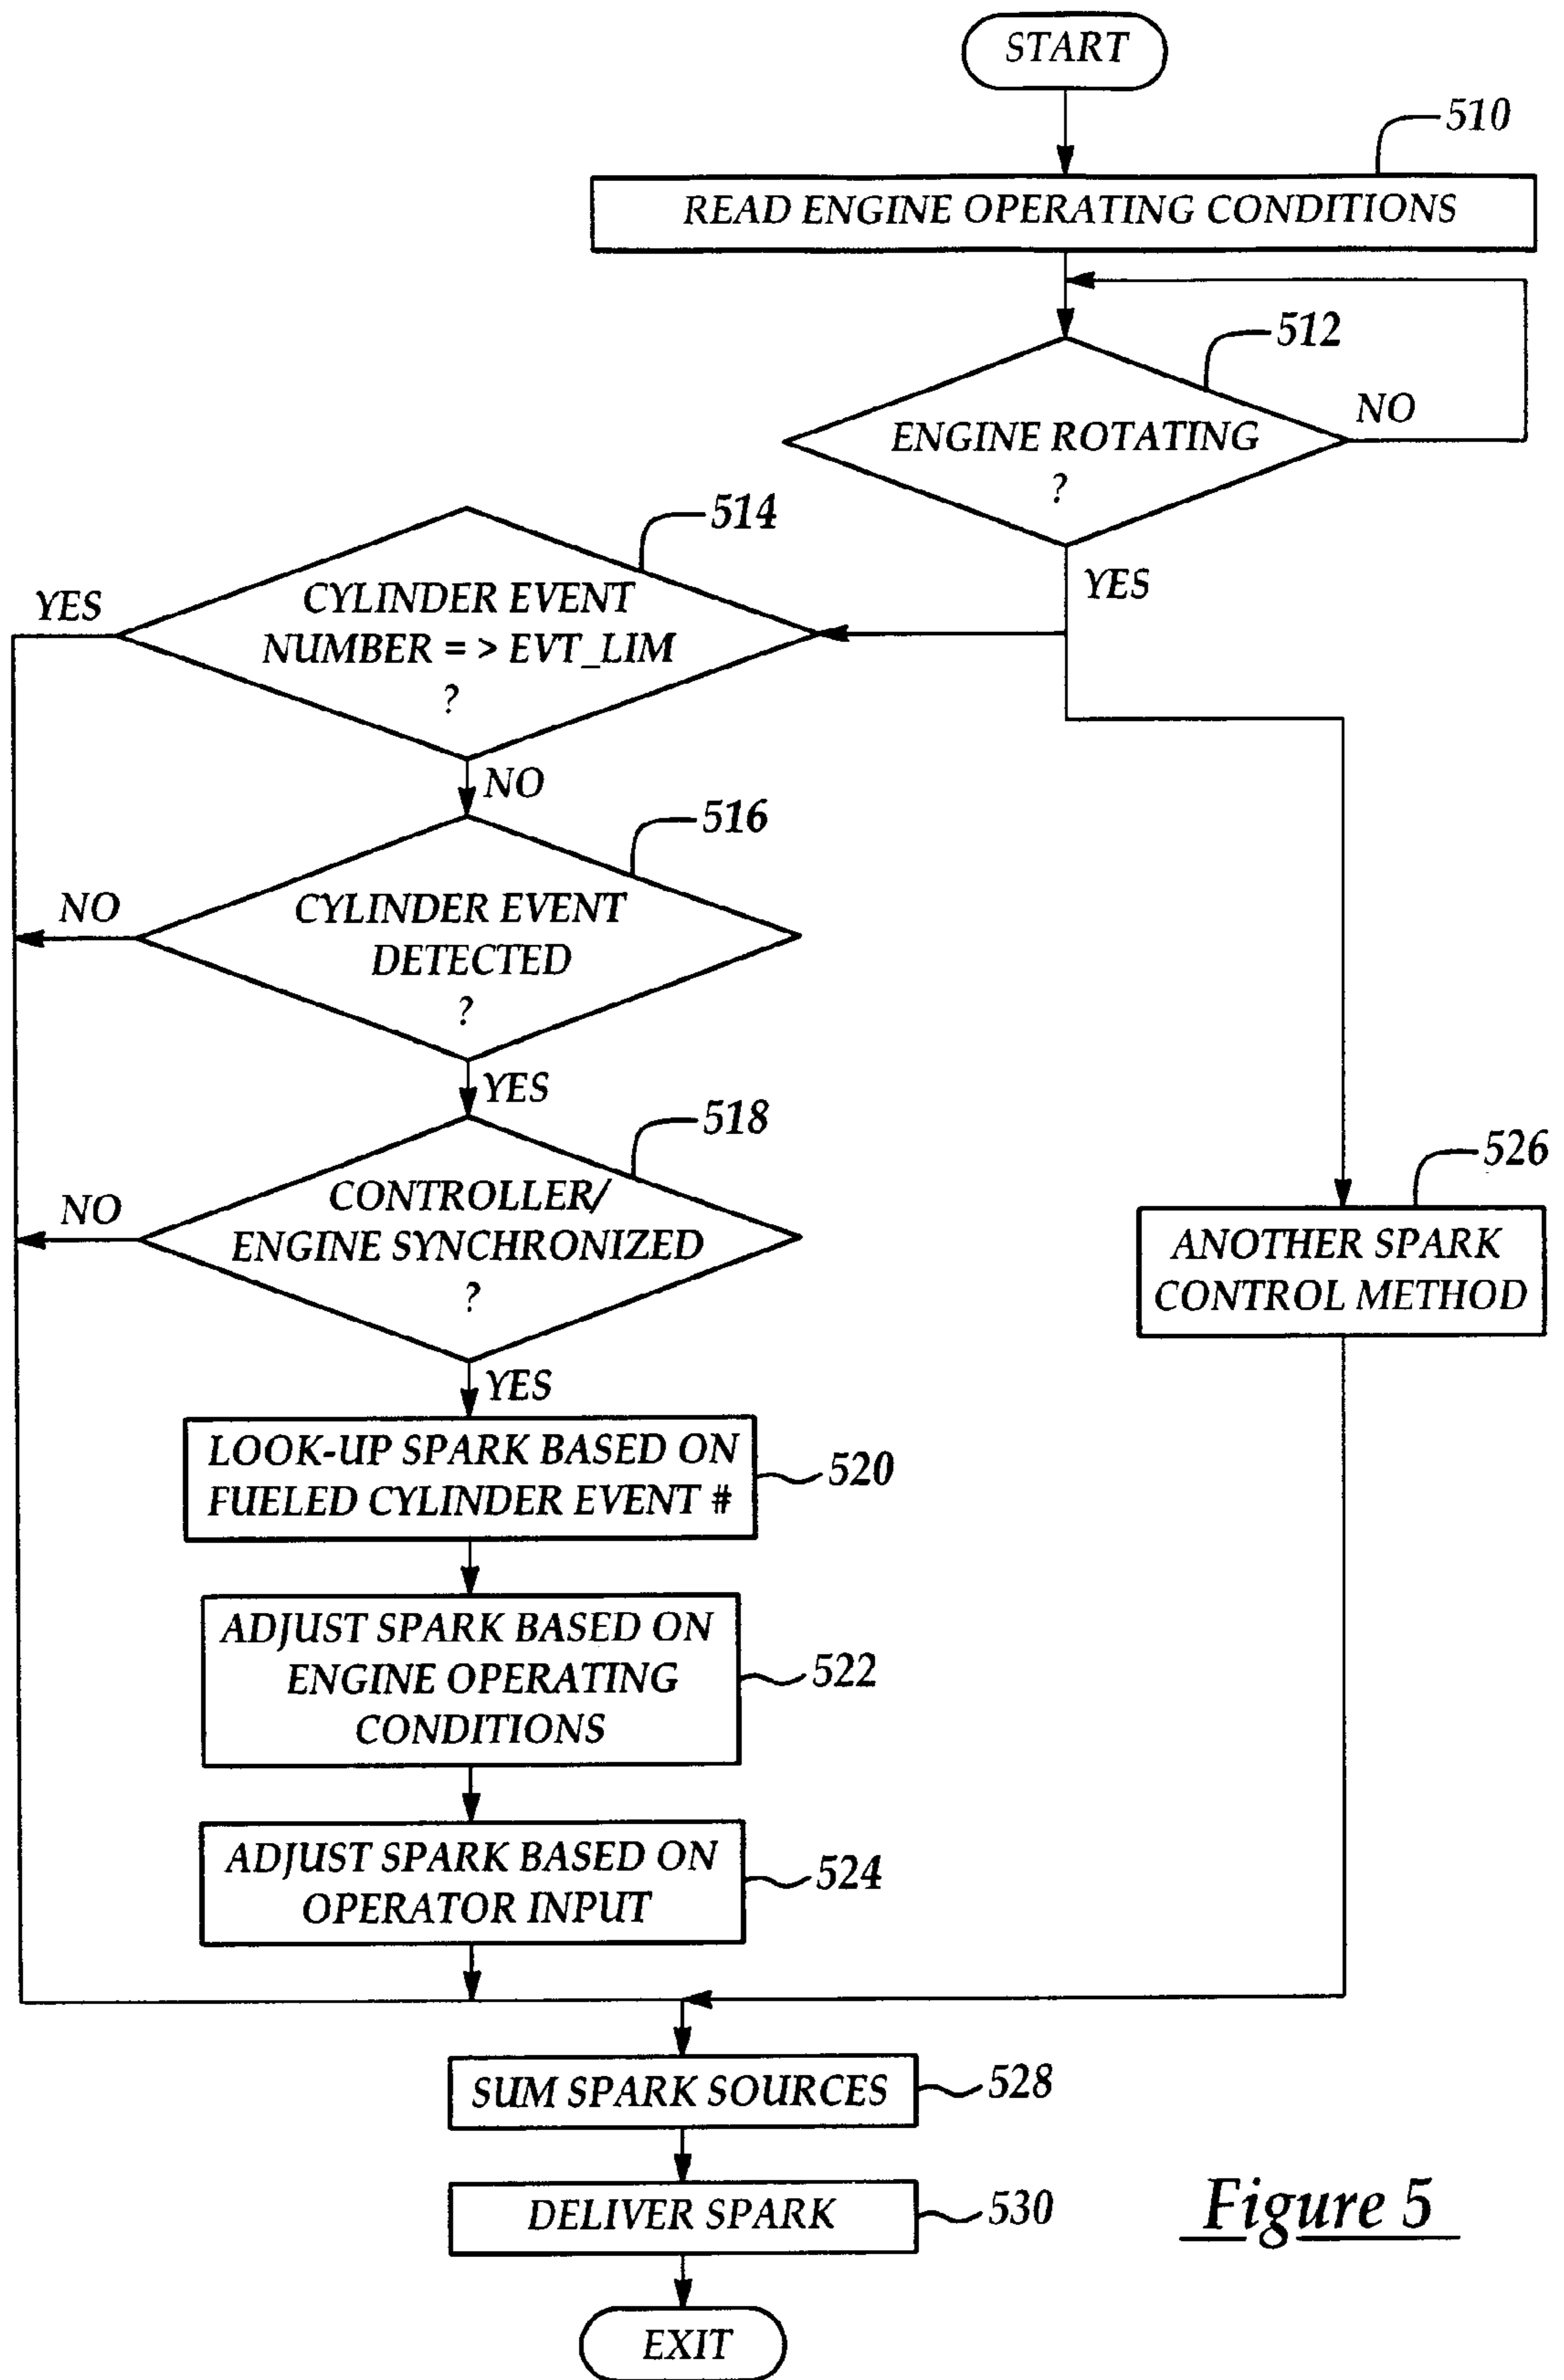 START
510
READ ENGINE OPERATING CONDITIONS
512
ENGINE ROTATING
?
NO
YES
514
CYLINDER EVENT
NUMBER = > EVT_LIM
?
YES
NO
516
CYLINDER EVENT
DETECTED
?
NO
YES
518
CONTROLLER/
ENGINE SYNCHRONIZED
?
NO
YES
526
ANOTHER SPARK
CONTROL METHOD
LOOK-UP SPARK BASED ON
FUELED CYLINDER EVENT #
520
ADJUST SPARK BASED ON
ENGINE OPERATING
CONDITIONS
522
ADJUST SPARK BASED ON
OPERATOR INPUT
524
SUM SPARK SOURCES
528
DELIVER SPARK
530
EXIT
Figure 5